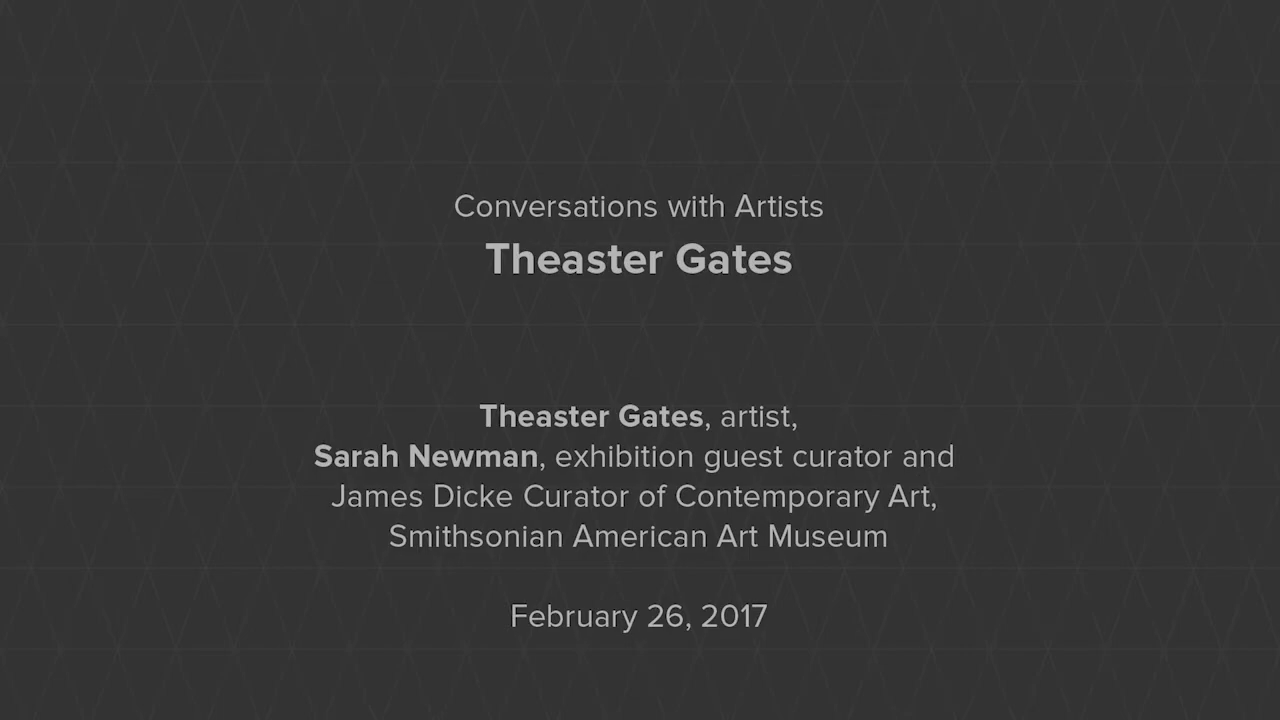 Conversations with Artists
Theaster Gates
Theaster Gates, artist,
Sarah Newman, exhibition guest curator and
James Dicke Curator of Contemporary Art,
Smithsonian American Art Museum
February 26, 2017